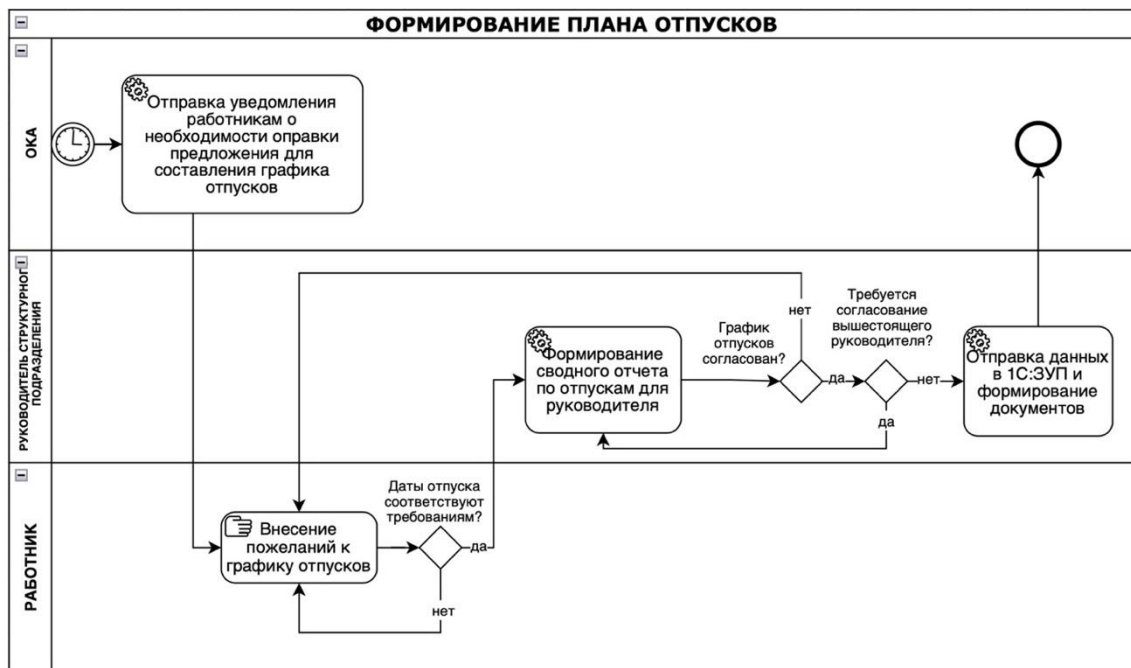 ФОРМИРОВАНИЕ ПЛАНА ОТПУСКОВ
ОКА
Отправка уведомления
работникам о
необходимости оправки
предложения для
составления графика
отпусков
РУКОВОДИТЕЛЬ СТРУКТУРНОГ
ПОДРАЗДЕЛЕНИЯ
Формирование
сводного отчета
по отпускам для
руководителя
График
отпусков
согласован?
нет
да
Требуется
согласование
вышестоящего
руководителя?
нет
да
Отправка данных
в 1С:ЗУП и
формирование
документов
РАБОТНИК
Внесение
пожеланий к
графику отпусков
Даты отпуска
соответствуют
требованиям?
да
нет